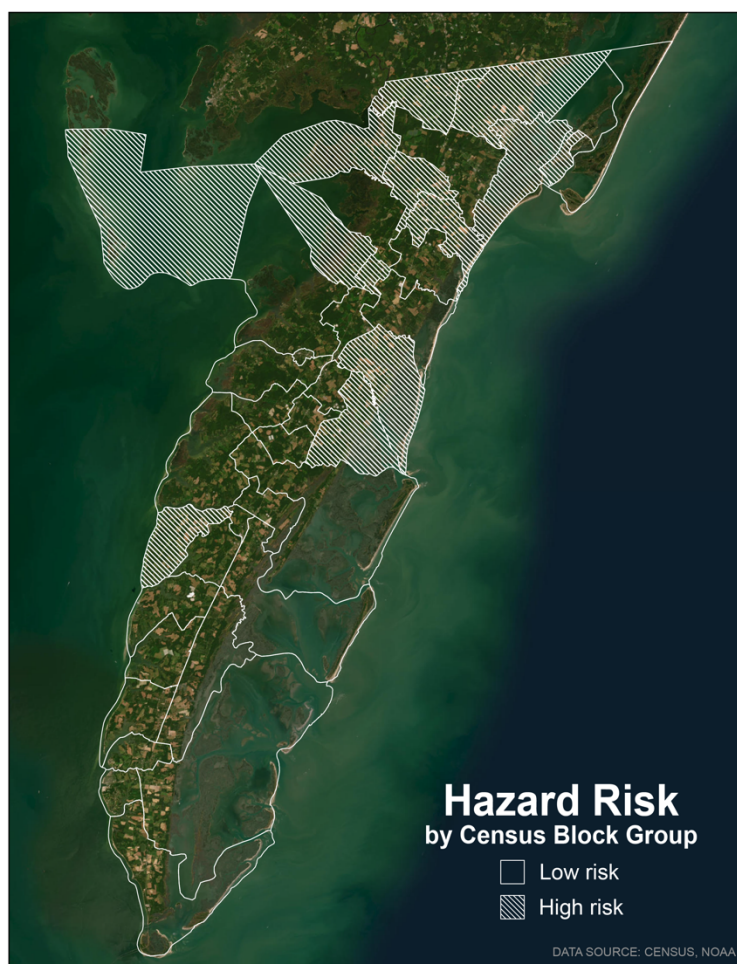 Hazard Risk
by Census Block Group
Low risk
High risk
DATA SOURCE: CENSUS, NOAA